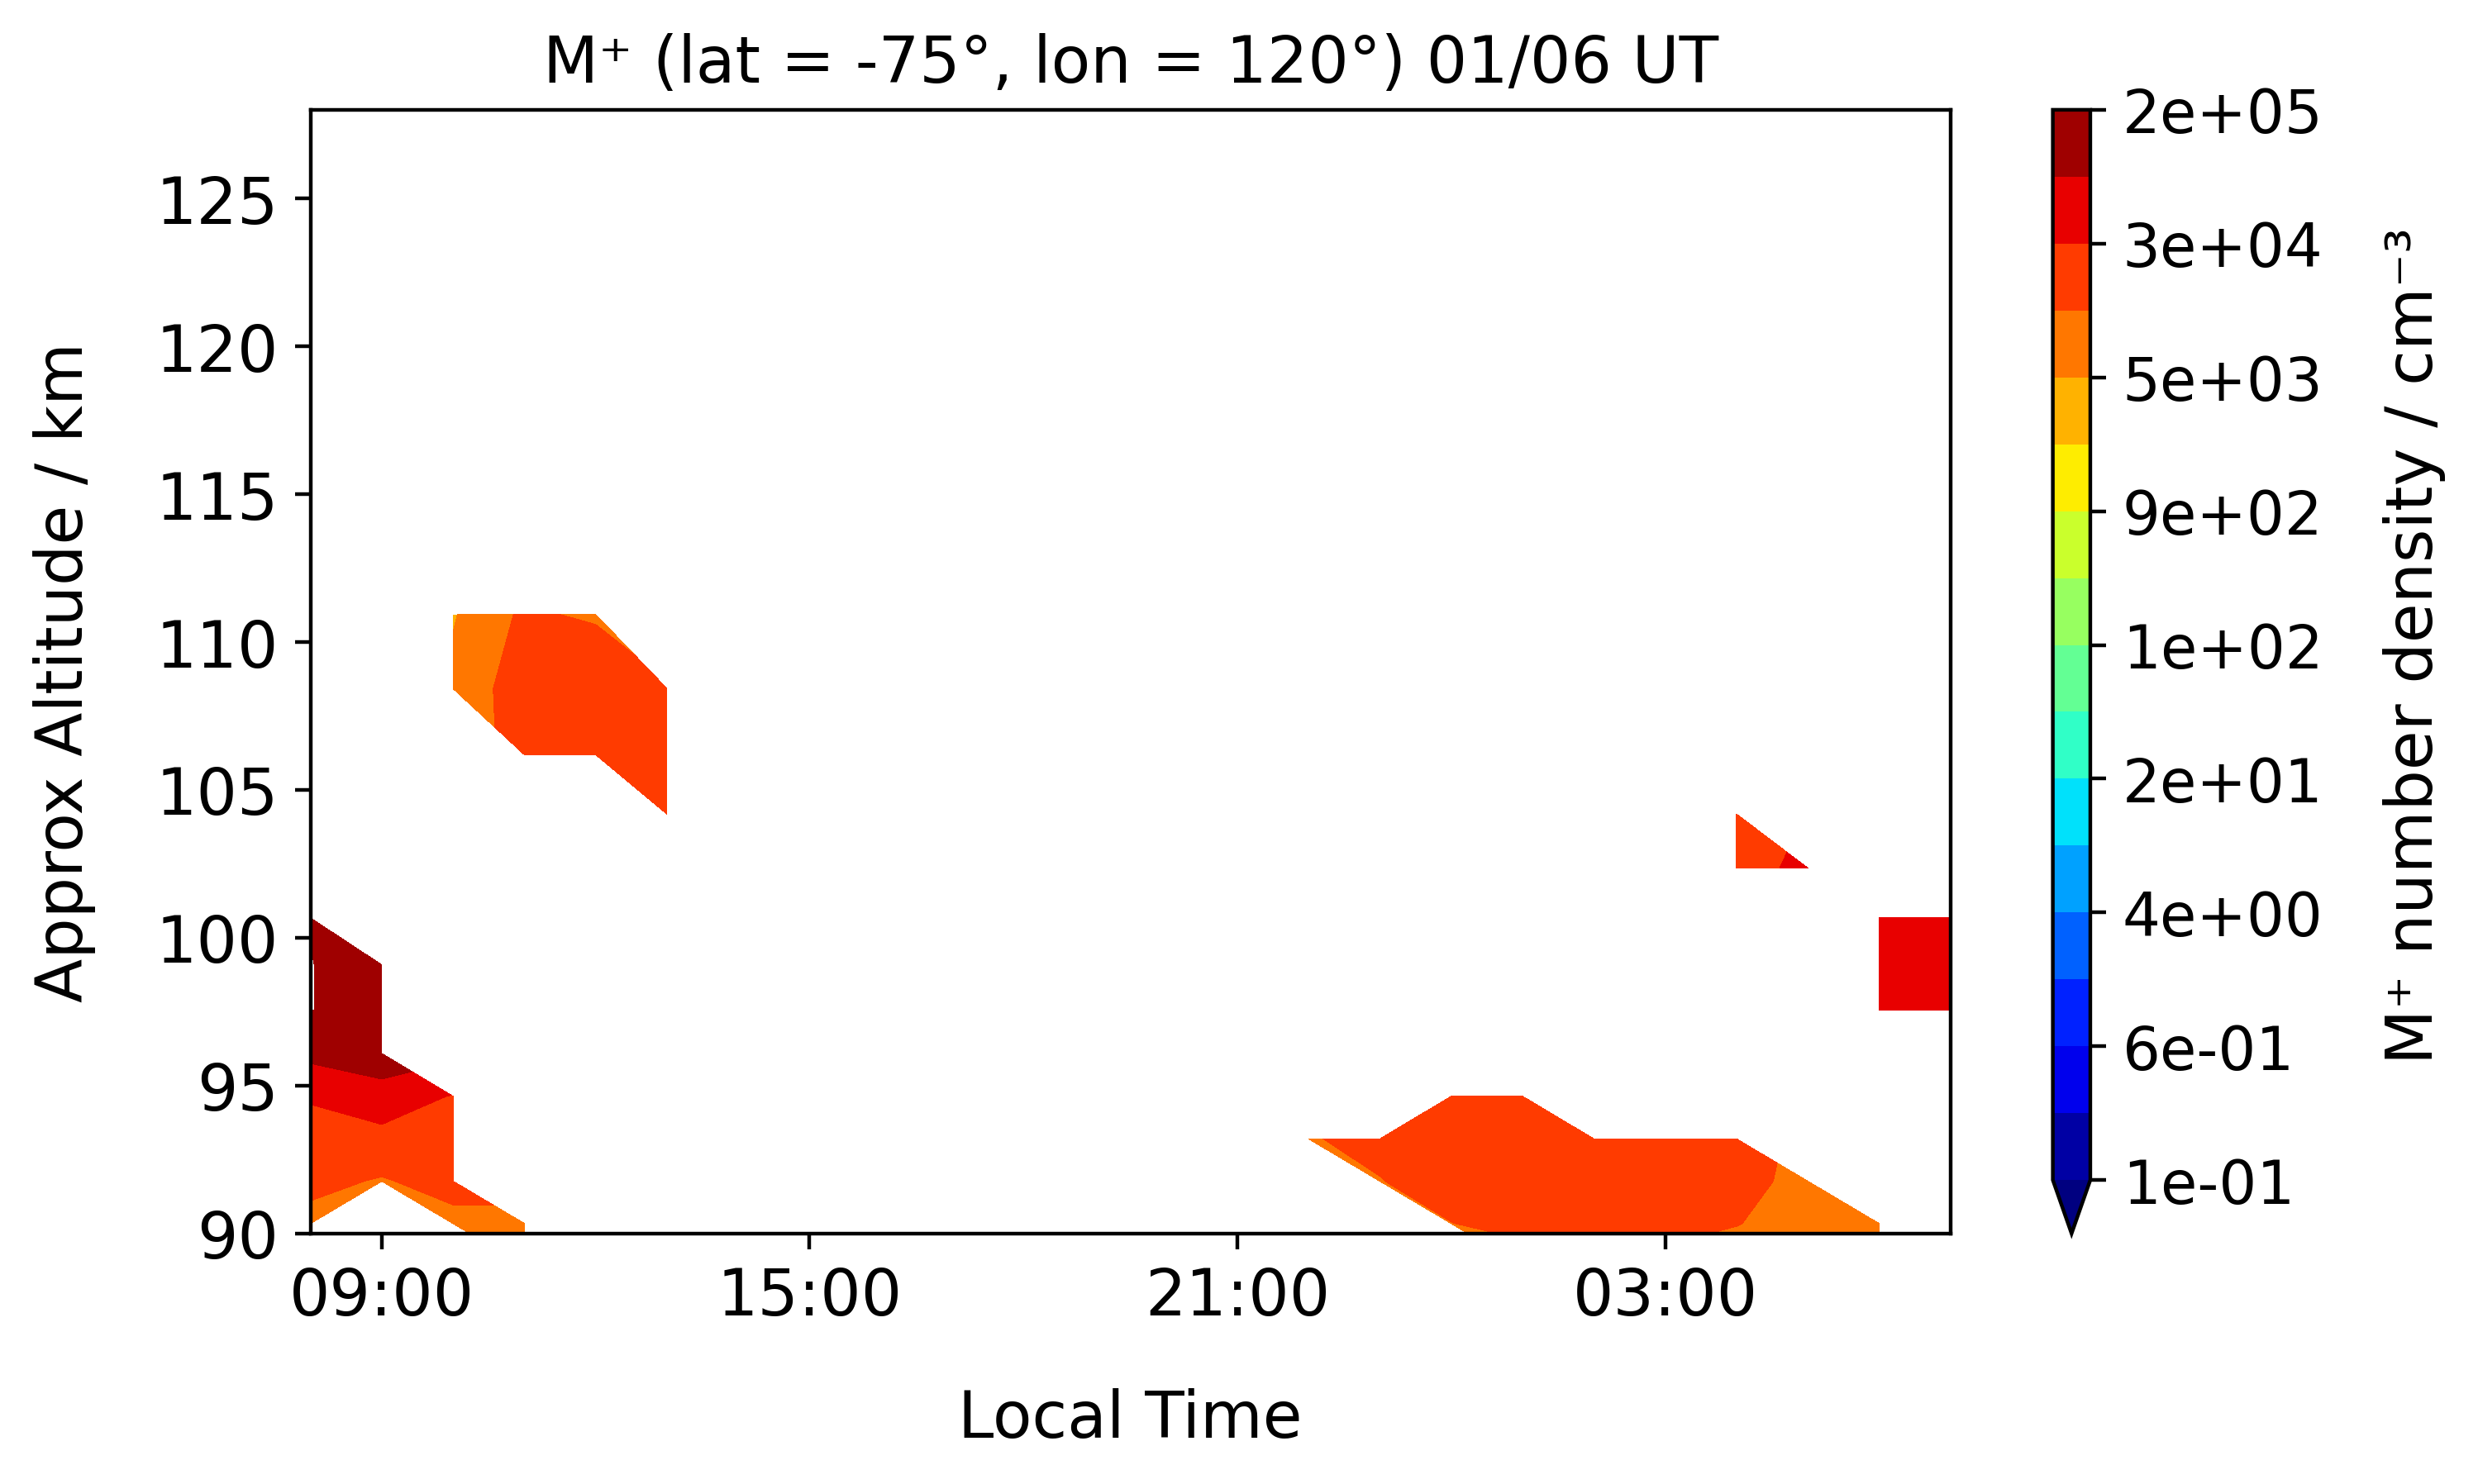 M⁺ (lat = -75°, lon = 120°) 01/06 UT
Approx Altitude / km
125
120
115
110
105
100
95
90
09:00
15:00
21:00
03:00
Local Time
2e+05
3e+04
5e+03
9e+02
1e+02
2e+01
4e+00
6e-01
1e-01
M⁺ number density / cm⁻³